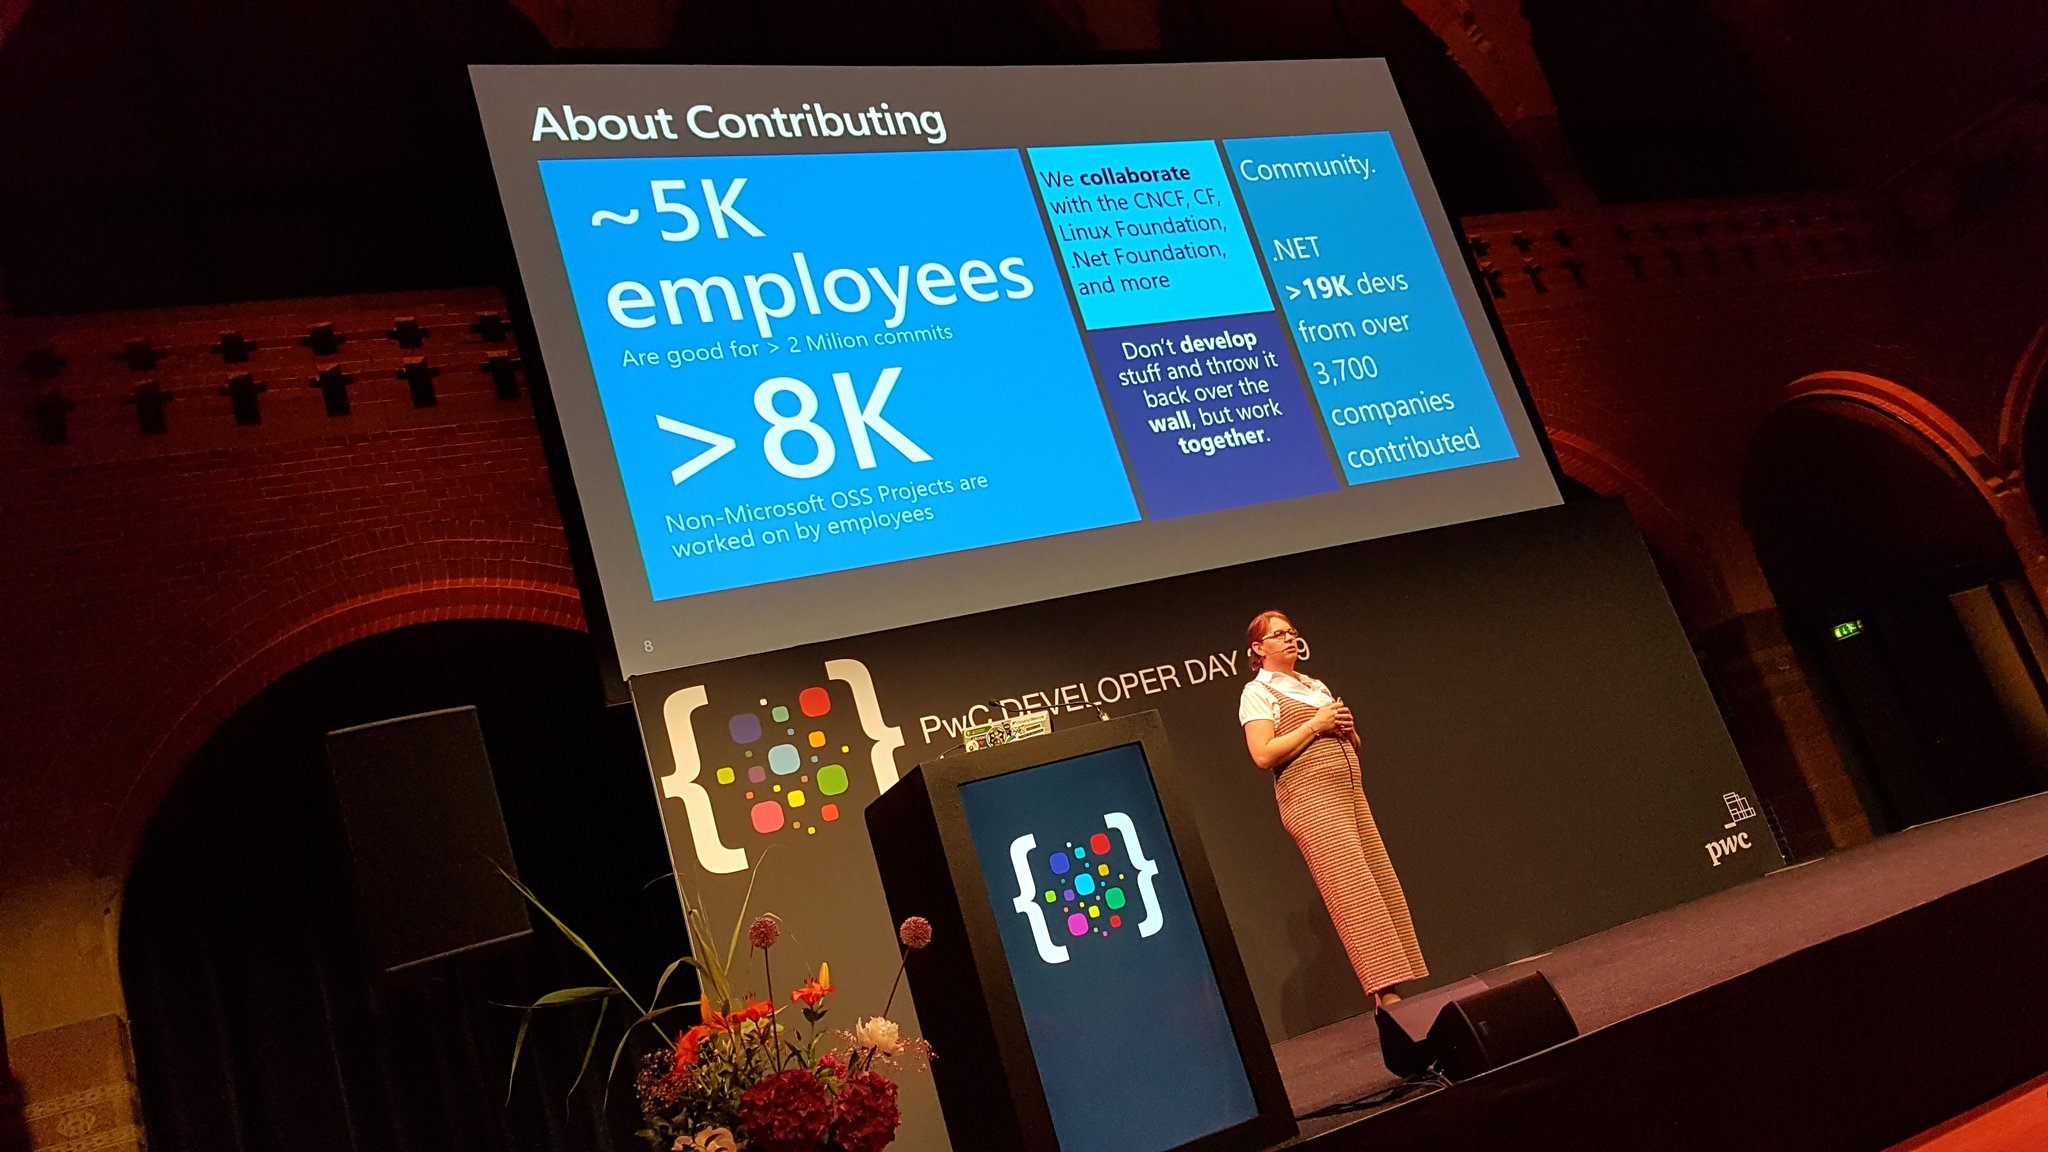 About Contributing
~5K
employees
Are good for > 2 Milion commits
>8K
Non-Microsoft OSS Projects are
worked on by employees
We collaborate
with the CNCF, CF,
Linux Foundation,
.Net Foundation,
and more
Don't develop
stuff and throw it
back over the
wall, but work
together.
Community.
.NET
>19K devs
from over
3,700
companies
contributed
8
{ }
PwC DEVELOPER DAY
{ }
pwc